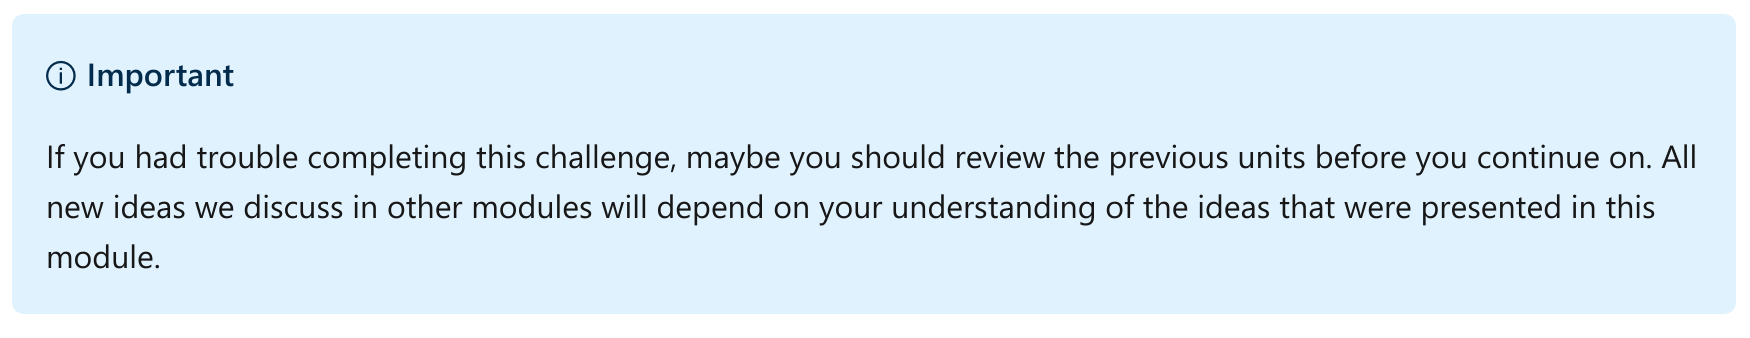 Important
If you had trouble completing this challenge, maybe you should review the previous units before you continue on. All
new ideas we discuss in other modules will depend on your understanding of the ideas that were presented in this
module.